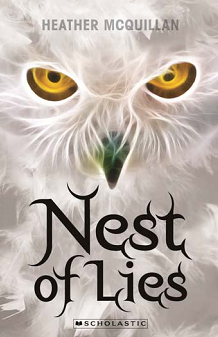 HEATHER MCQUILLAN
Nest
of Lies
SCHOLASTIC